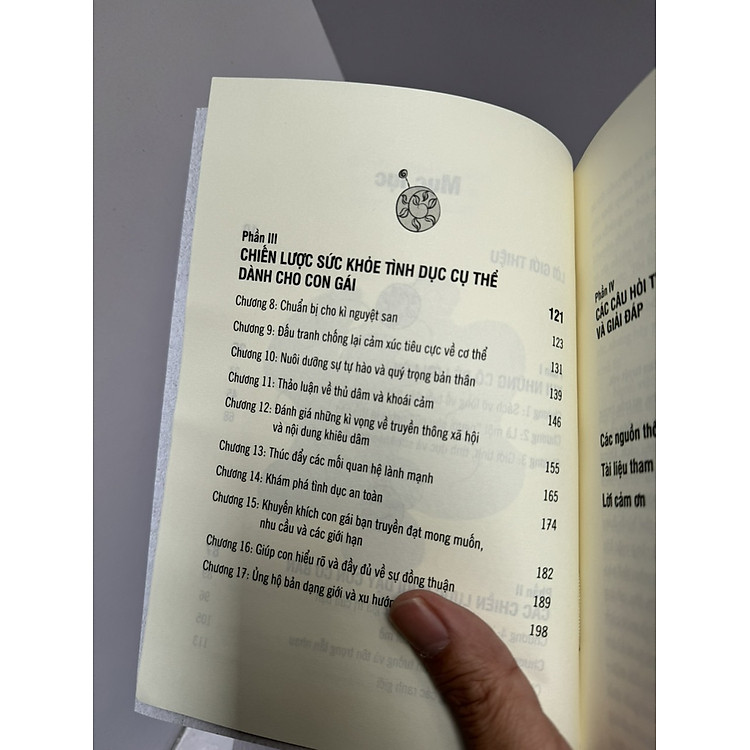 Phần III
CHIẾN LƯỢC SỨC KHỎE TÌNH DỤC CỤ THỂ
DÀNH CHO CON GÁI
121
Chương 8: Chuẩn bị cho kì nguyệt san
123
Chương 9: Đấu tranh chống lại cảm xúc tiêu cực về cơ thể
131
Chương 10: Nuôi dưỡng sự tự hào và quý trọng bản thân
139
Chương 11: Thảo luận về thủ dâm và khoái cảm
146
Chương 12: Đánh giá những kì vọng về truyền thông xã hội
và nội dung khiêu dâm
155
Chương 13: Thúc đẩy các mối quan hệ lành mạnh
165
Chương 14: Khám phá tình dục an toàn
174
Chương 15: Khuyến khích con gái bạn truyền đạt mong muốn,
nhu cầu và các giới hạn
182
Chương 16: Giúp con hiểu rõ và đầy đủ về sự đồng thuận
189
Chương 17: Ủng hộ bản dạng giới và xu hướng
198
Phần IV
CÁC CÂU HỎI
VÀ GIẢI ĐÁP
Các nguồn
Tài liệu tham
Lời cảm ơn